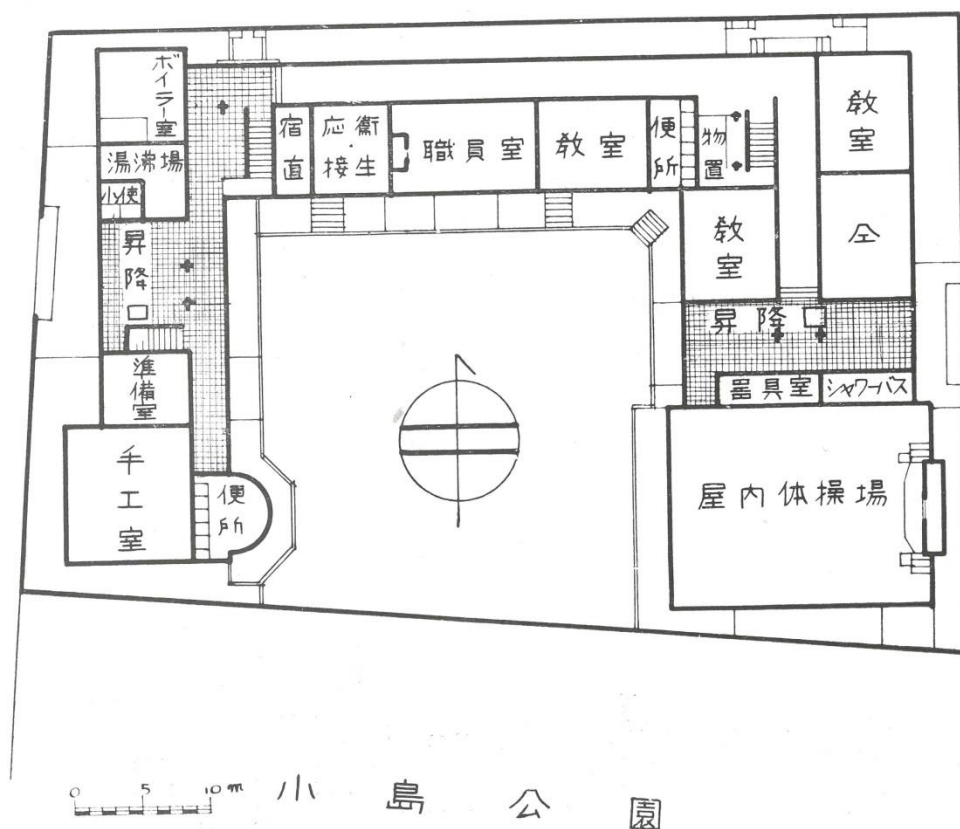 ボイラー室
湯沸場
小使
昇降
準備室
手工室
便所
宿直
応・接
衛生
職員室
教室
便所
物置
教室
教室
仝
昇降
器具室
シャワーバス
屋内体操場
0 5 10m
小島公園